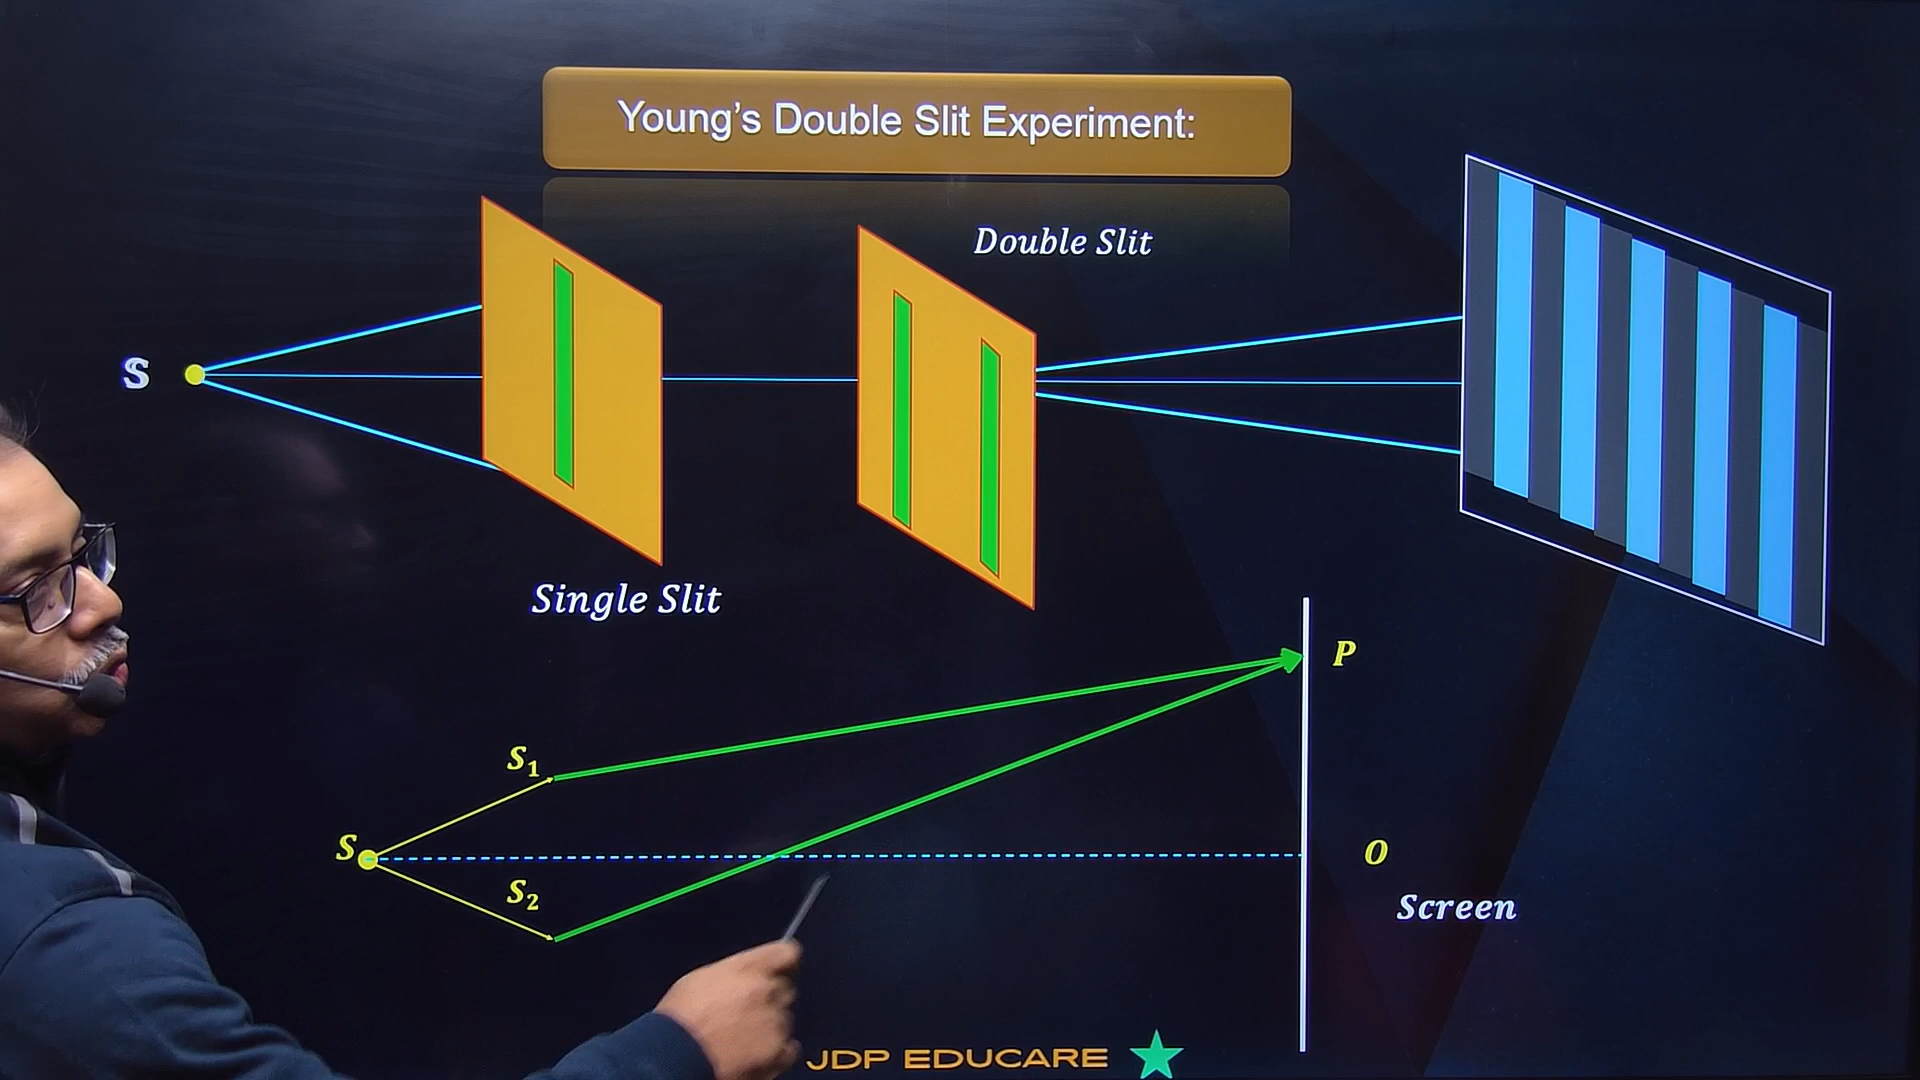 Young's Double Slit Experiment:
Double Slit
S
Single Slit
P
S₁
S
O
S₂
Screen
JDP EDUCARE